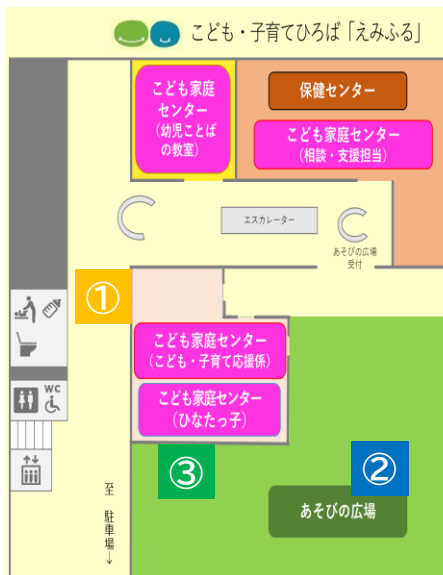 こども・子育てひろば「えみふる」
こども家庭
センター
(幼児ことば
の教室)
保健センター
こども家庭センター
(相談・支援担当)
エスカレーター
あそびの広場
受付
①
こども家庭センター
(こども・子育て応援係)
こども家庭センター
(ひなたっ子)
WC
③
②
あそびの広場
至 駐車場→